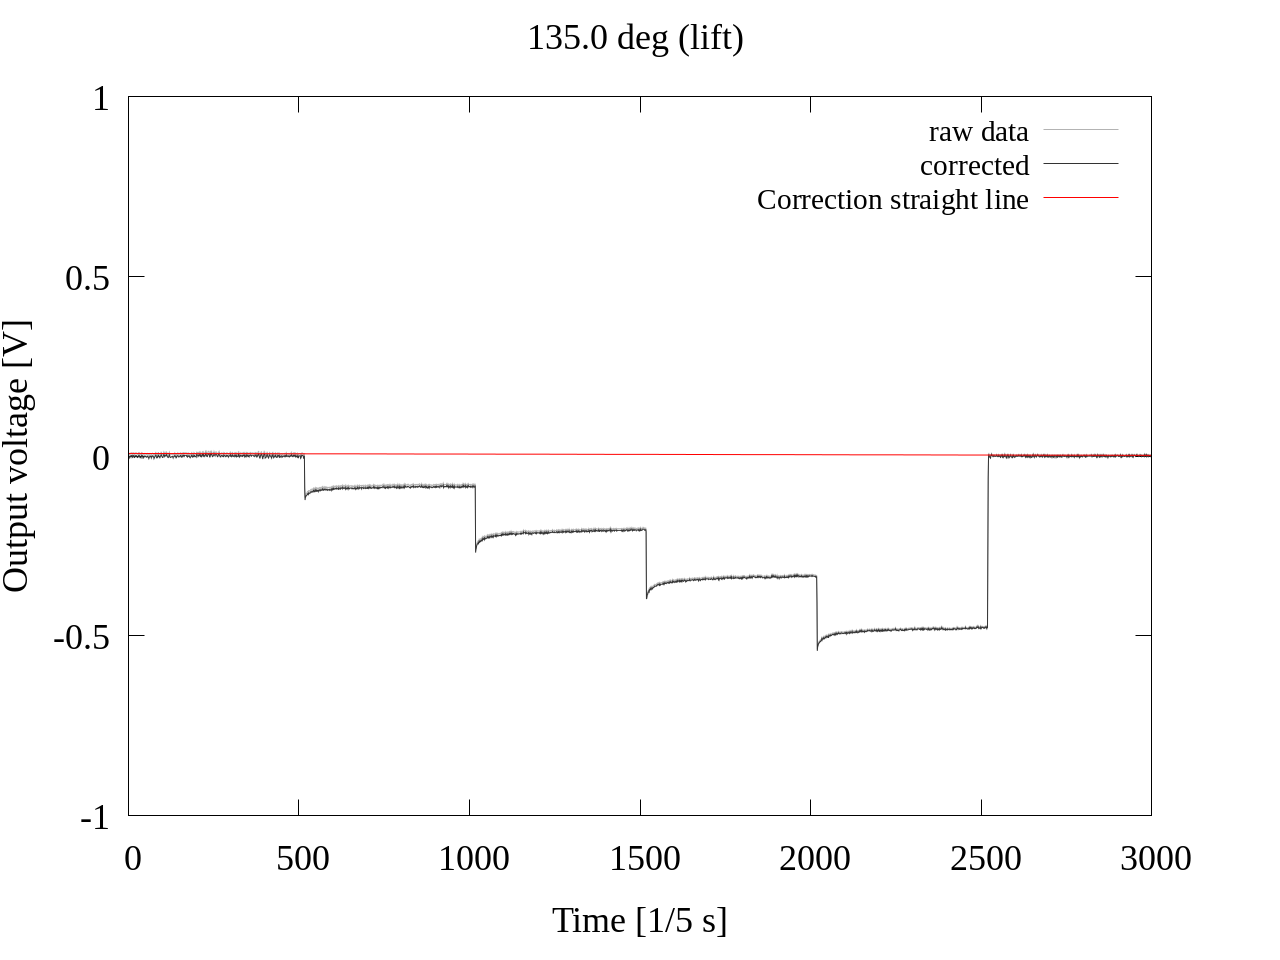 135.0 deg (lift)
raw data
corrected
Correction straight line
1
0.5
0
-0.5
-1
Output voltage [V]
0 500 1000 1500 2000 2500 3000
Time [1/5 s]